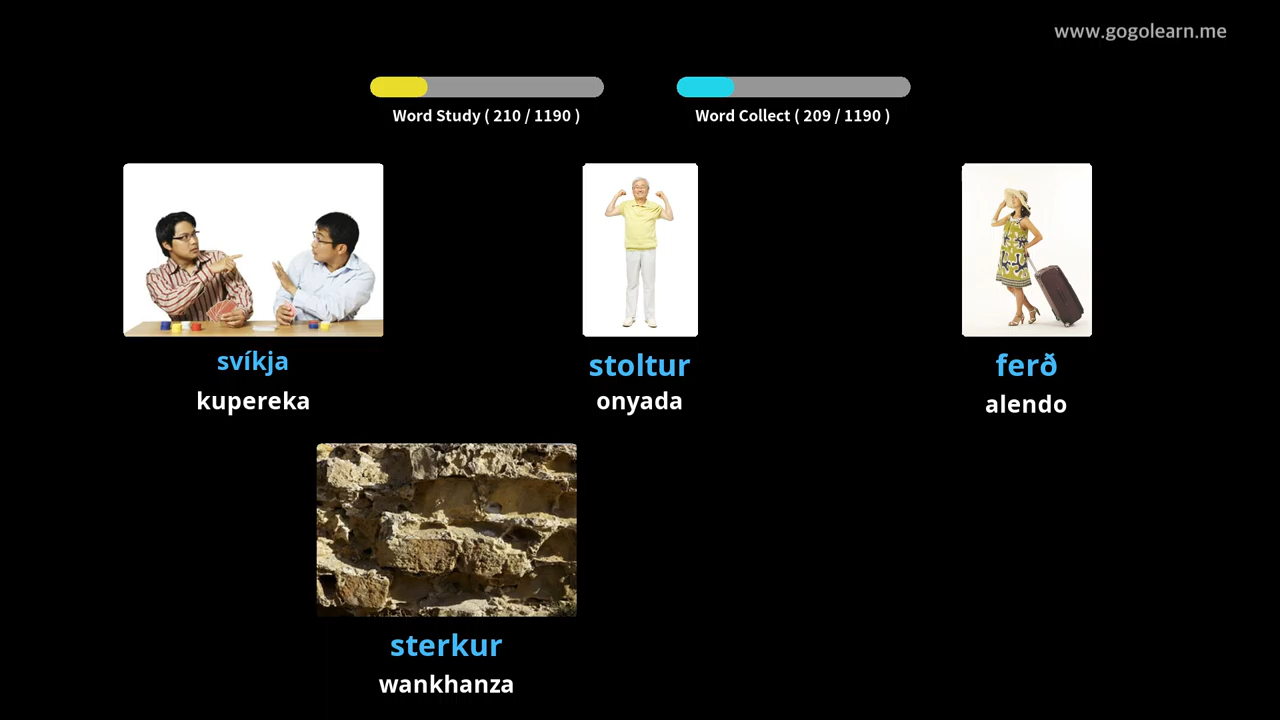 www.gogolearn.me
Word Study ( 210 / 1190 )
Word Collect ( 209 / 1190 )
svíkja
kupereka
stoltur
onyada
ferð
alendo
sterkur
wankhanza